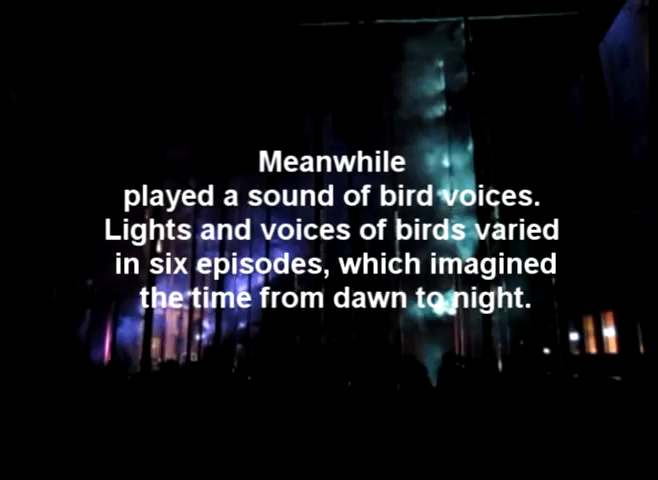 Meanwhile
played a sound of bird voices.
Lights and voices of birds varied
in six episodes, which imagined
the time from dawn to night.